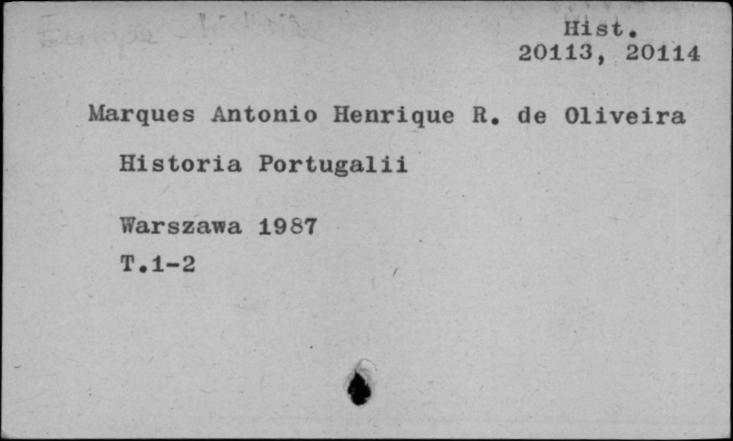 Hist.
20113, 20114
Marques Antonio Henrique R. de Oliveira
Historia Portugalii
Warszawa 1987
T.1-2